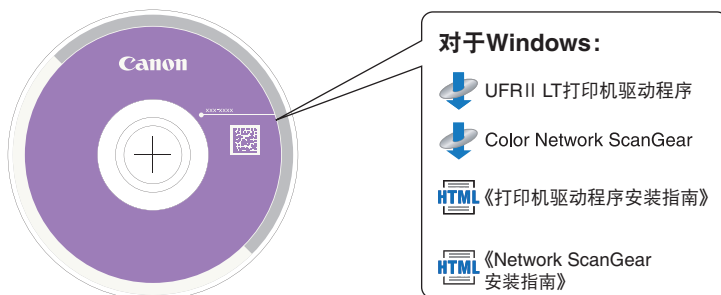 Canon
xxx-xxxx
对于Windows：
UFRII LT打印机驱动程序
Color Network ScanGear
HTML《打印机驱动程序安装指南》
HTML《Network ScanGear
安装指南》